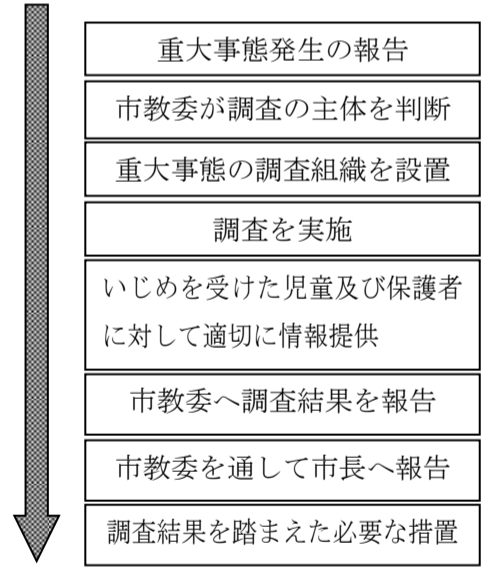 重大事態発生の報告
市教委が調査の主体を判断
重大事態の調査組織を設置
調査を実施
いじめを受けた児童及び保護者
に対して適切に情報提供
市教委へ調査結果を報告
市教委を通して市長へ報告
調査結果を踏まえた必要な措置